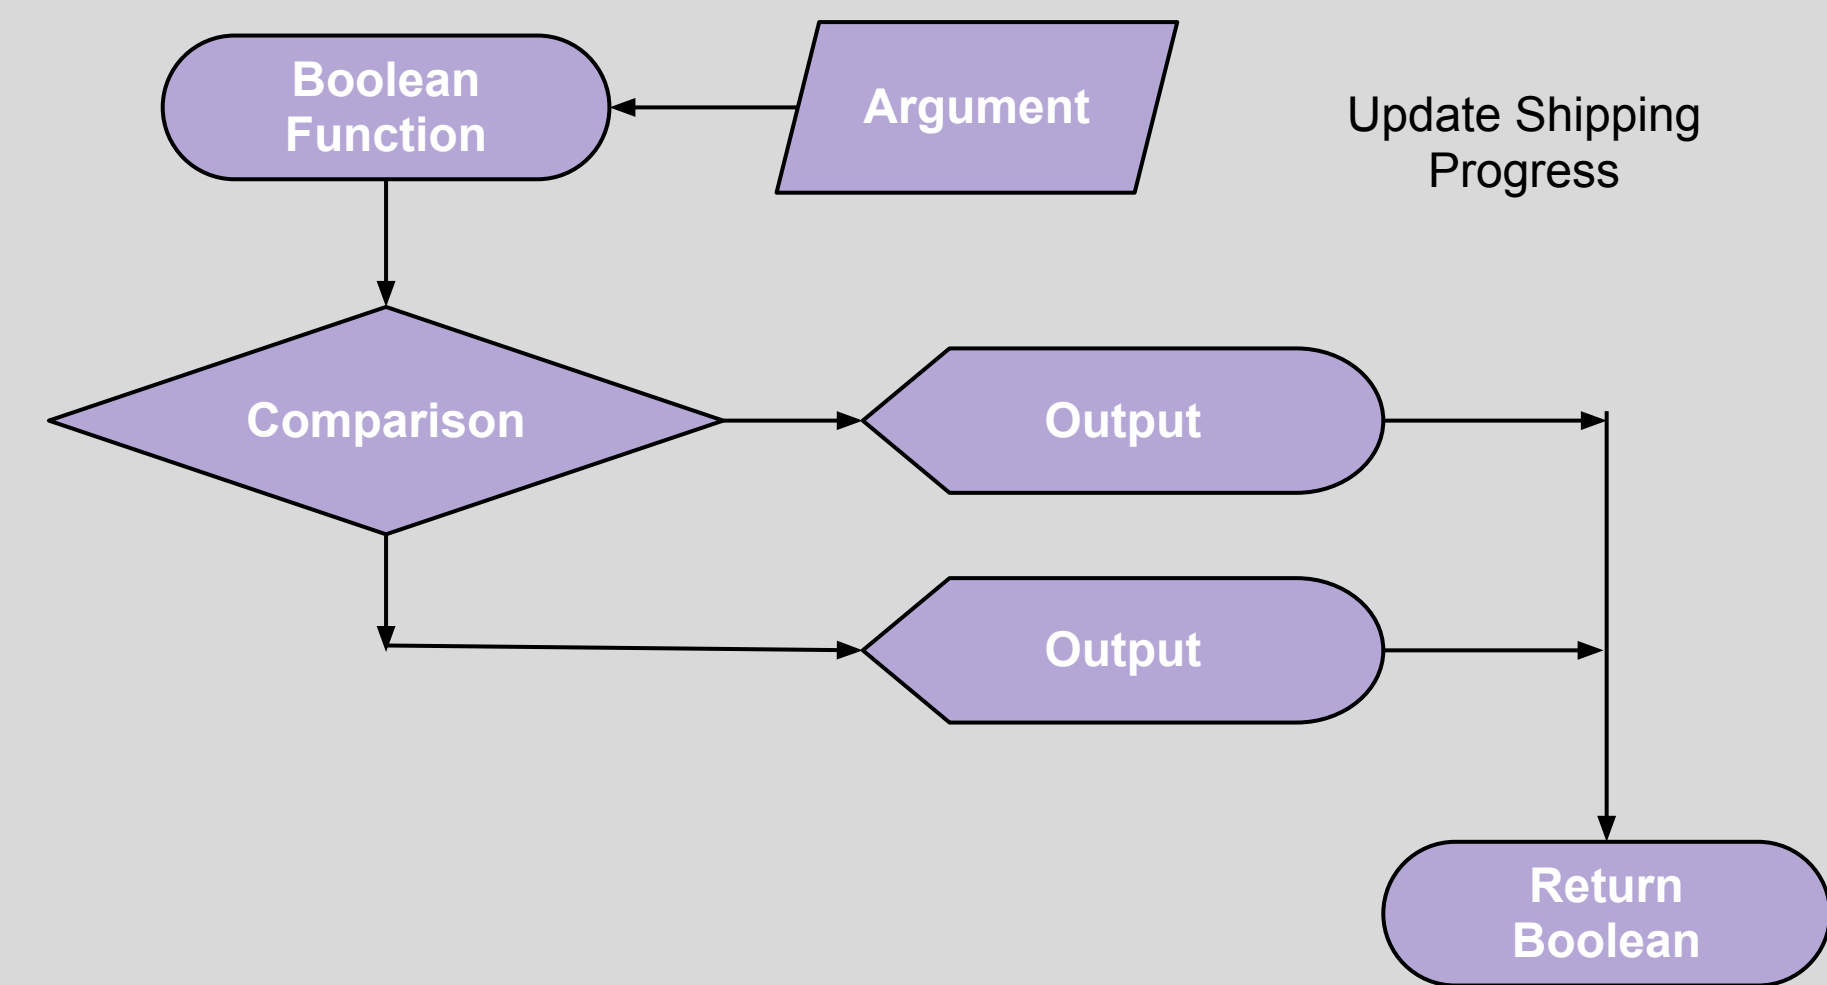 Boolean
Function
Argument
Update Shipping
Progress
Comparison
Output
Output
Return
Boolean